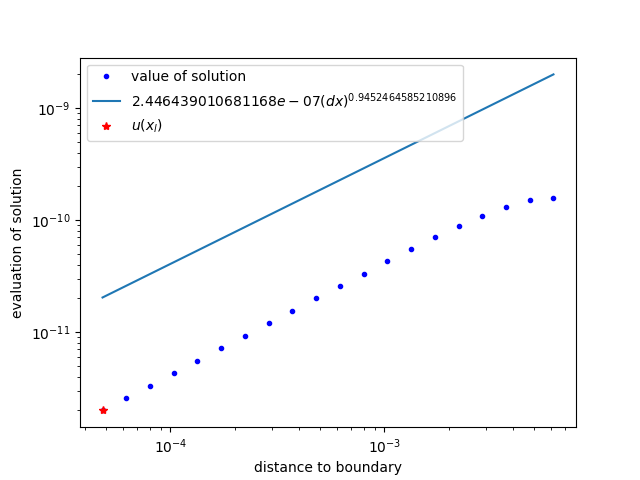 value of solution
2.446439010681168e − 07(dx)^0.9452464585210896
u(x_l)
10^−9
10^−10
10^−11
evaluation of solution
10^−4
10^−3
distance to boundary